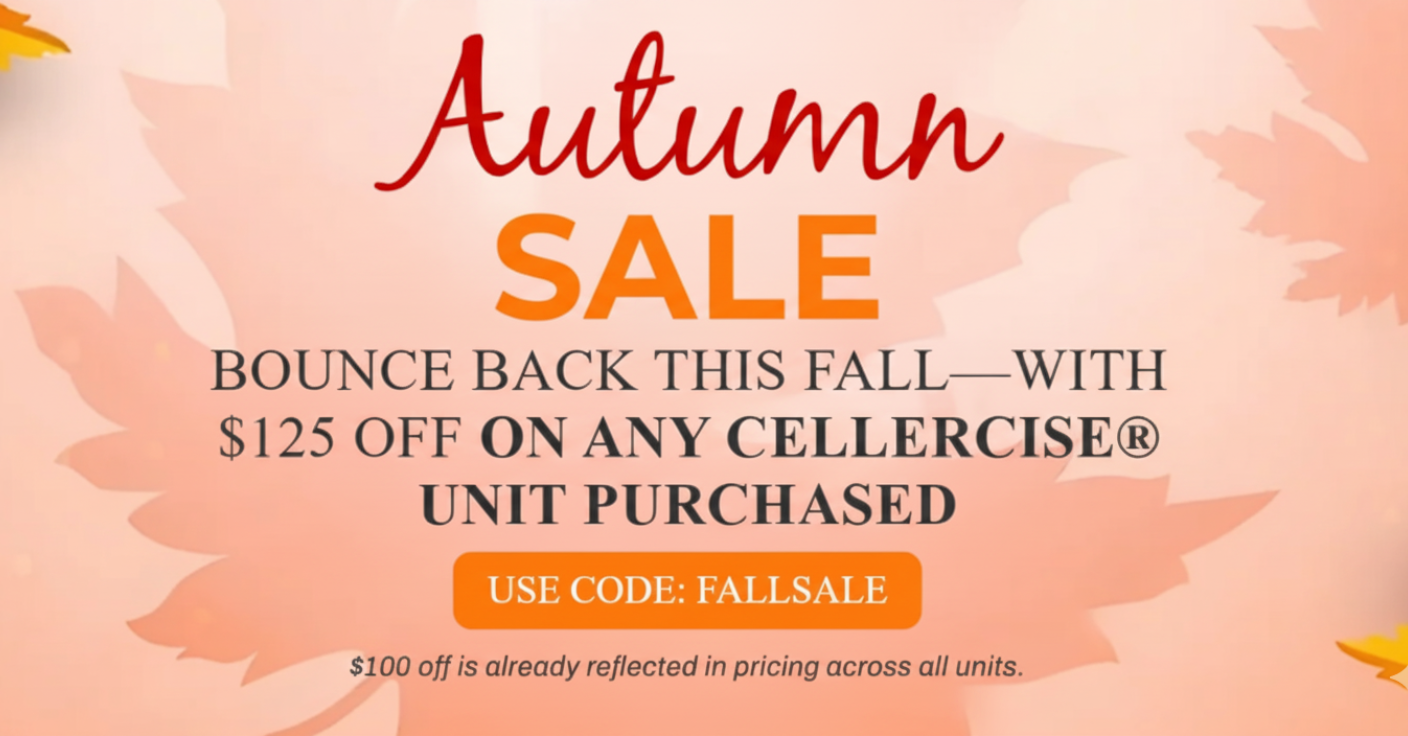 Autumn
SALE
BOUNCE BACK THIS FALL—WITH
$125 OFF ON ANY CELLERCISE®
UNIT PURCHASED
USE CODE: FALLSALE
$100 off is already reflected in pricing across all units.